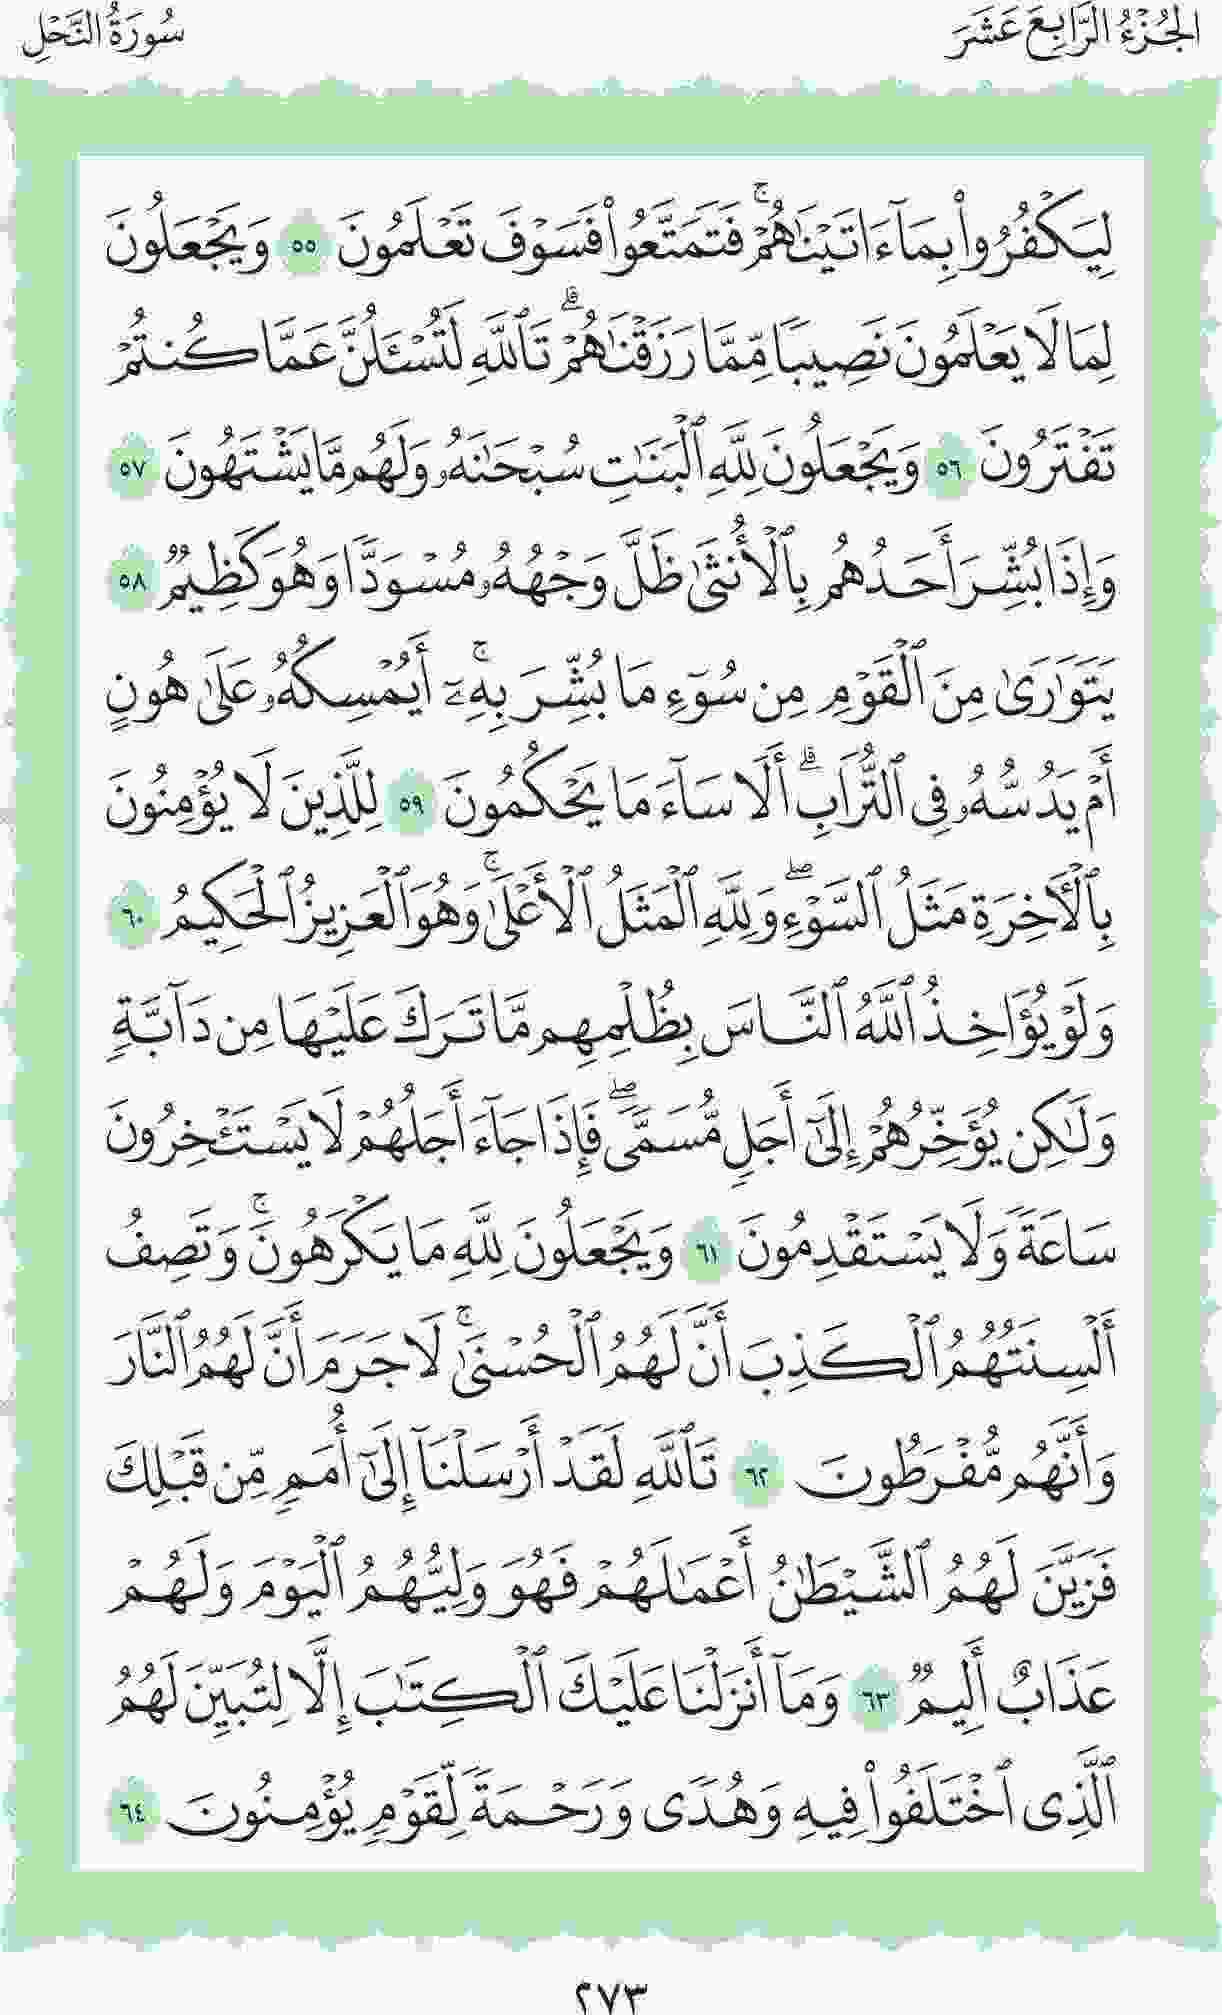 الجُزْءُ الرَّابِعَ عَشَرَ
سُورَةُ النَّحْلِ
لِيَكْفُرُوا۟ بِمَآ ءَاتَيْنَٰهُمْ ۚ فَتَمَتَّعُوا۟ فَسَوْفَ تَعْلَمُونَ ٥٥ وَيَجْعَلُونَ
لِمَا لَا يَعْلَمُونَ نَصِيبًا مِّمَّا رَزَقْنَٰهُمْ ۗ تَٱللَّهِ لَتُسْـَٔلُنَّ عَمَّا كُنتُمْ
تَفْتَرُونَ ٥٦ وَيَجْعَلُونَ لِلَّهِ ٱلْبَنَٰتِ سُبْحَٰنَهُۥ وَلَهُم مَّا يَشْتَهُونَ ٥٧
وَإِذَا بُشِّرَ أَحَدُهُم بِٱلْأُنثَىٰ ظَلَّ وَجْهُهُۥ مُسْوَدًّا وَهُوَ كَظِيمٌ ٥٨
يَتَوَٰرَىٰ مِنَ ٱلْقَوْمِ مِن سُوٓءِ مَا بُشِّرَ بِهِۦٓ ۚ أَيُمْسِكُهُۥ عَلَىٰ هُونٍ
أَمْ يَدُسُّهُۥ فِى ٱلتُّرَابِ ۗ أَلَا سَآءَ مَا يَحْكُمُونَ ٥٩ لِلَّذِينَ لَا يُؤْمِنُونَ
بِٱلْـَٔاخِرَةِ مَثَلُ ٱلسَّوْءِ ۖ وَلِلَّهِ ٱلْمَثَلُ ٱلْأَعْلَىٰ ۚ وَهُوَ ٱلْعَزِيزُ ٱلْحَكِيمُ ٦٠
وَلَوْ يُؤَاخِذُ ٱللَّهُ ٱلنَّاسَ بِظُلْمِهِم مَّا تَرَكَ عَلَيْهَا مِن دَآبَّةٍ
وَلَٰكِن يُؤَخِّرُهُمْ إِلَىٰٓ أَجَلٍ مُّسَمًّى ۖ فَإِذَا جَآءَ أَجَلُهُمْ لَا يَسْتَـْٔخِرُونَ
سَاعَةً وَلَا يَسْتَقْدِمُونَ ٦١ وَيَجْعَلُونَ لِلَّهِ مَا يَكْرَهُونَ ۚ وَتَصِفُ
أَلْسِنَتُهُمُ ٱلْكَذِبَ أَنَّ لَهُمُ ٱلْحُسْنَىٰ ۚ لَا جَرَمَ أَنَّ لَهُمُ ٱلنَّارَ
وَأَنَّهُم مُّفْرَطُونَ ٦٢ تَٱللَّهِ لَقَدْ أَرْسَلْنَآ إِلَىٰٓ أُمَمٍ مِّن قَبْلِكَ
فَزَيَّنَ لَهُمُ ٱلشَّيْطَٰنُ أَعْمَٰلَهُمْ فَهُوَ وَلِيُّهُمُ ٱلْيَوْمَ وَلَهُمْ
عَذَابٌ أَلِيمٌ ٦٣ وَمَآ أَنزَلْنَا عَلَيْكَ ٱلْكِتَٰبَ إِلَّا لِتُبَيِّنَ لَهُمُ
ٱلَّذِى ٱخْتَلَفُوا۟ فِيهِ وَهُدًى وَرَحْمَةً لِّقَوْمٍ يُؤْمِنُونَ ٦٤
٢٧٣